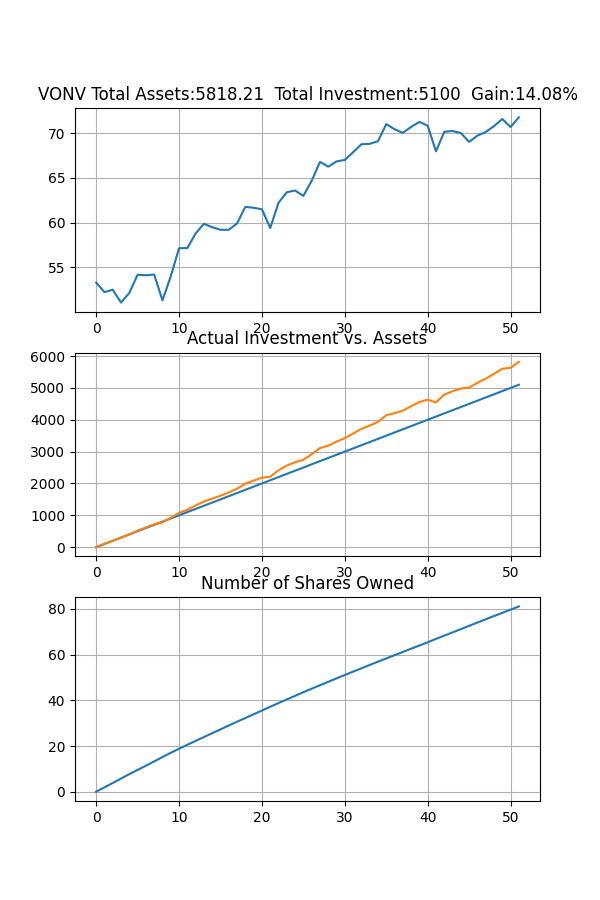 VONV Total Assets:5818.21  Total Investment:5100  Gain:14.08%
70
65
60
55
0 10 20 30 40 50
Actual Investment vs. Assets
6000
5000
4000
3000
2000
1000
0
0 10 20 30 40 50
Number of Shares Owned
80
60
40
20
0
0 10 20 30 40 50